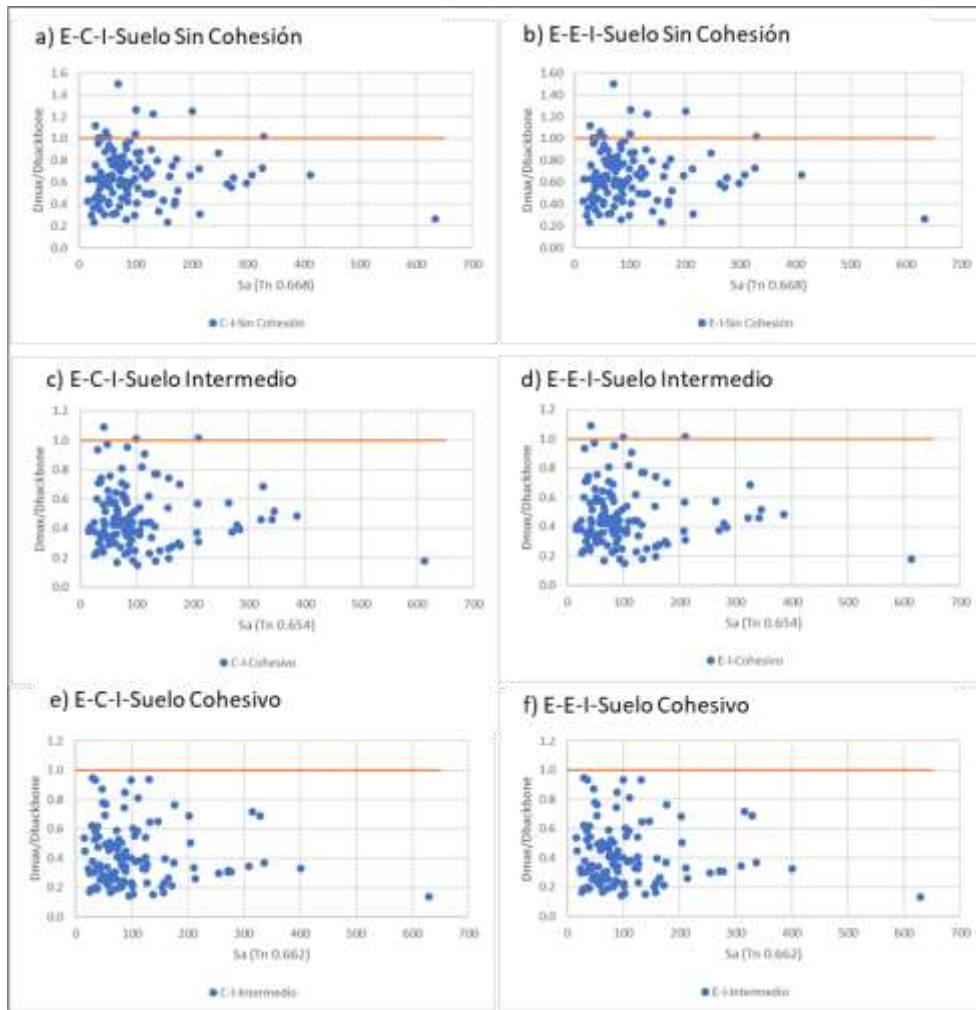 a) E-C-I-Suelo Sin Cohesión
1.6
1.4
1.2
1.0
0.8
0.6
0.4
0.2
0.0
Dmax/Dbackbone
0 100 200 300 400 500 600 700
Sa (Tn 0.668)
C-I-Sin Cohesión
b) E-E-I-Suelo Sin Cohesión
1.60
1.40
1.20
1.00
0.80
0.60
0.40
0.20
0.00
Dmax/Dbackbone
0 100 200 300 400 500 600 700
Sa (Tn 0.668)
E-I-Sin Cohesión
c) E-C-I-Suelo Intermedio
1.2
1.0
0.8
0.6
0.4
0.2
0.0
Dmax/Dbackbone
0 100 200 300 400 500 600 700
Sa (Tn 0.654)
C-I-Cohesivo
d) E-E-I-Suelo Intermedio
1.2
1.0
0.8
0.6
0.4
0.2
0.0
Dmax/Dbackbone
0 100 200 300 400 500 600 700
Sa (Tn 0.654)
E-I-Cohesivo
e) E-C-I-Suelo Cohesivo
1.2
1.0
0.8
0.6
0.4
0.2
0.0
Dmax/Dbackbone
0 100 200 300 400 500 600 700
Sa (Tn 0.662)
C-I-Intermedio
f) E-E-I-Suelo Cohesivo
1.2
1.0
0.8
0.6
0.4
0.2
0.0
Dmax/Dbackbone
0 100 200 300 400 500 600 700
Sa (Tn 0.662)
E-I-Intermedio